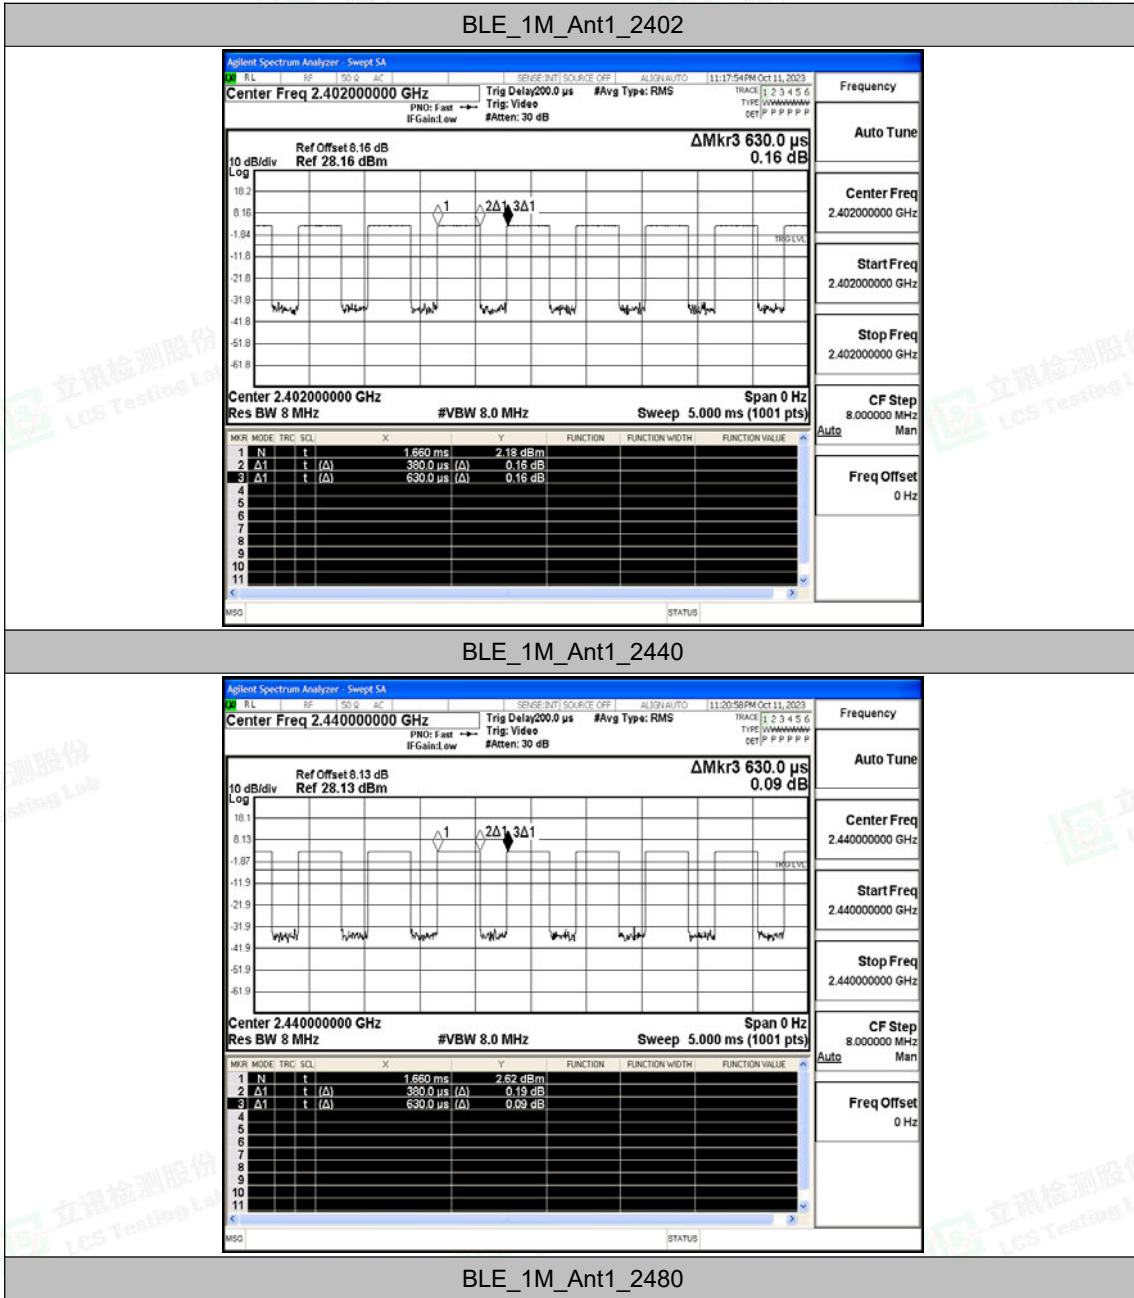 BLE_1M_Ant1_2402
Agilent Spectrum Analyzer - Swept SA
RL RF 50 Ω AC SENSE:INT SOURCE OFF ALIGNAUTO 11:17:54PM Oct 11, 2023
Center Freq 2.402000000 GHz
PNO: Fast
IFGain:Low
Trig Delay200.0 µs
Trig: Video
#Atten: 30 dB
#Avg Type: RMS
TRACE 1 2 3 4 5 6
TYPE WWWWWW
DET P P P P P P
Ref Offset 8.16 dB
10 dB/div Ref 28.16 dBm
Log
ΔMkr3 630.0 µs
0.16 dB
18.2
8.16
-1.84
-11.8
-21.8
-31.8
-41.8
-51.8
-61.8
1 2Δ1 3Δ1
TRIG LVL
Center 2.402000000 GHz Span 0 Hz
Res BW 8 MHz #VBW 8.0 MHz Sweep 5.000 ms (1001 pts)
MKR MODE TRC SCL X Y FUNCTION FUNCTION WIDTH FUNCTION VALUE
1 N t 1.660 ms 2.18 dBm
2 Δ1 t (Δ) 380.0 µs (Δ) 0.16 dB
3 Δ1 t (Δ) 630.0 µs (Δ) 0.16 dB
4
5
6
7
8
9
10
11
MSG STATUS
Frequency
Auto Tune
Center Freq
2.402000000 GHz
Start Freq
2.402000000 GHz
Stop Freq
2.402000000 GHz
CF Step
8.000000 MHz
Auto Man
Freq Offset
0 Hz
BLE_1M_Ant1_2440
Agilent Spectrum Analyzer - Swept SA
RL RF 50 Ω AC SENSE:INT SOURCE OFF ALIGNAUTO 11:20:58PM Oct 11, 2023
Center Freq 2.440000000 GHz
PNO: Fast
IFGain:Low
Trig Delay200.0 µs
Trig: Video
#Atten: 30 dB
#Avg Type: RMS
TRACE 1 2 3 4 5 6
TYPE WWWWWW
DET P P P P P P
Ref Offset 8.13 dB
10 dB/div Ref 28.13 dBm
Log
ΔMkr3 630.0 µs
0.09 dB
18.1
8.13
-1.87
-11.9
-21.9
-31.9
-41.9
-51.9
-61.9
1 2Δ1 3Δ1
TRIG LVL
Center 2.440000000 GHz Span 0 Hz
Res BW 8 MHz #VBW 8.0 MHz Sweep 5.000 ms (1001 pts)
MKR MODE TRC SCL X Y FUNCTION FUNCTION WIDTH FUNCTION VALUE
1 N t 1.660 ms 2.62 dBm
2 Δ1 t (Δ) 380.0 µs (Δ) 0.19 dB
3 Δ1 t (Δ) 630.0 µs (Δ) 0.09 dB
4
5
6
7
8
9
10
11
MSG STATUS
Frequency
Auto Tune
Center Freq
2.440000000 GHz
Start Freq
2.440000000 GHz
Stop Freq
2.440000000 GHz
CF Step
8.000000 MHz
Auto Man
Freq Offset
0 Hz
BLE_1M_Ant1_2480
立讯检测股份
LCS Testing Lab